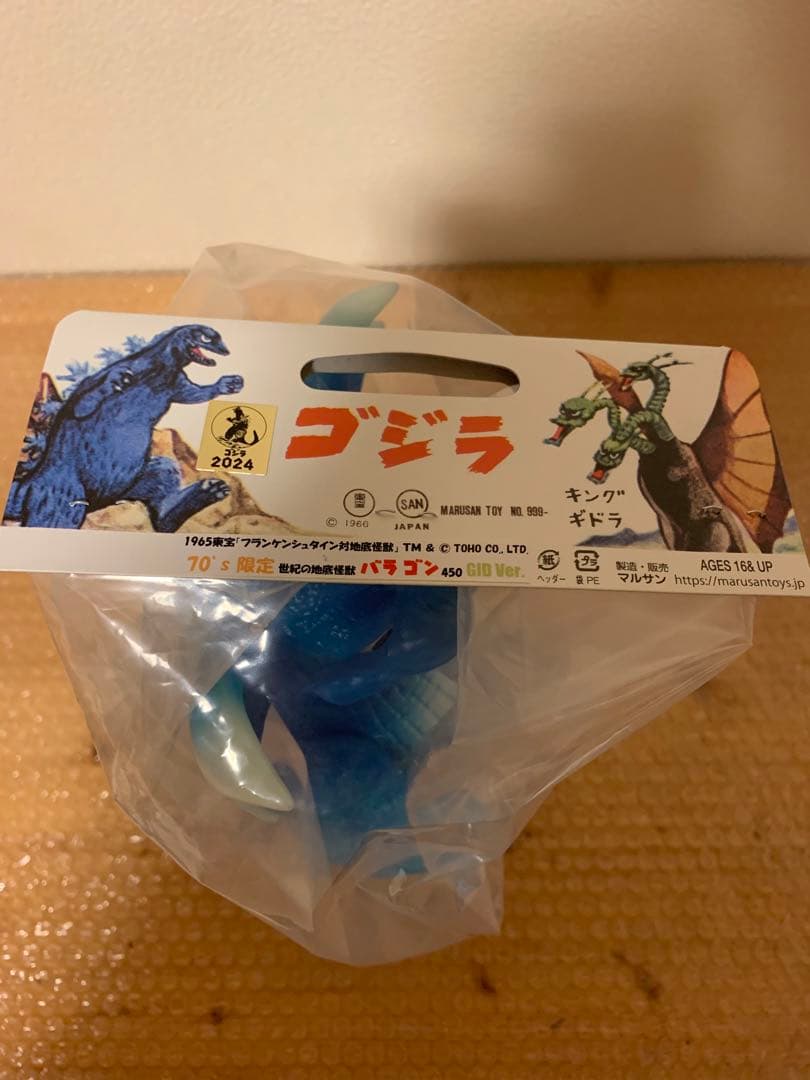 ゴジラ
ゴジラ
2024
東宝
SAN
© 1966
JAPAN
MARUSAN TOY NO. 999-
キング
ギドラ
1965東宝「フランケンシュタイン対地底怪獣」TM & © TOHO CO., LTD.
70's 限定 世紀の地底怪獣 バラゴン 450 GID Ver.
紙
ヘッダー
プラ
袋 PE
製造・販売
マルサン
AGES 16& UP
https://marusantoys.jp